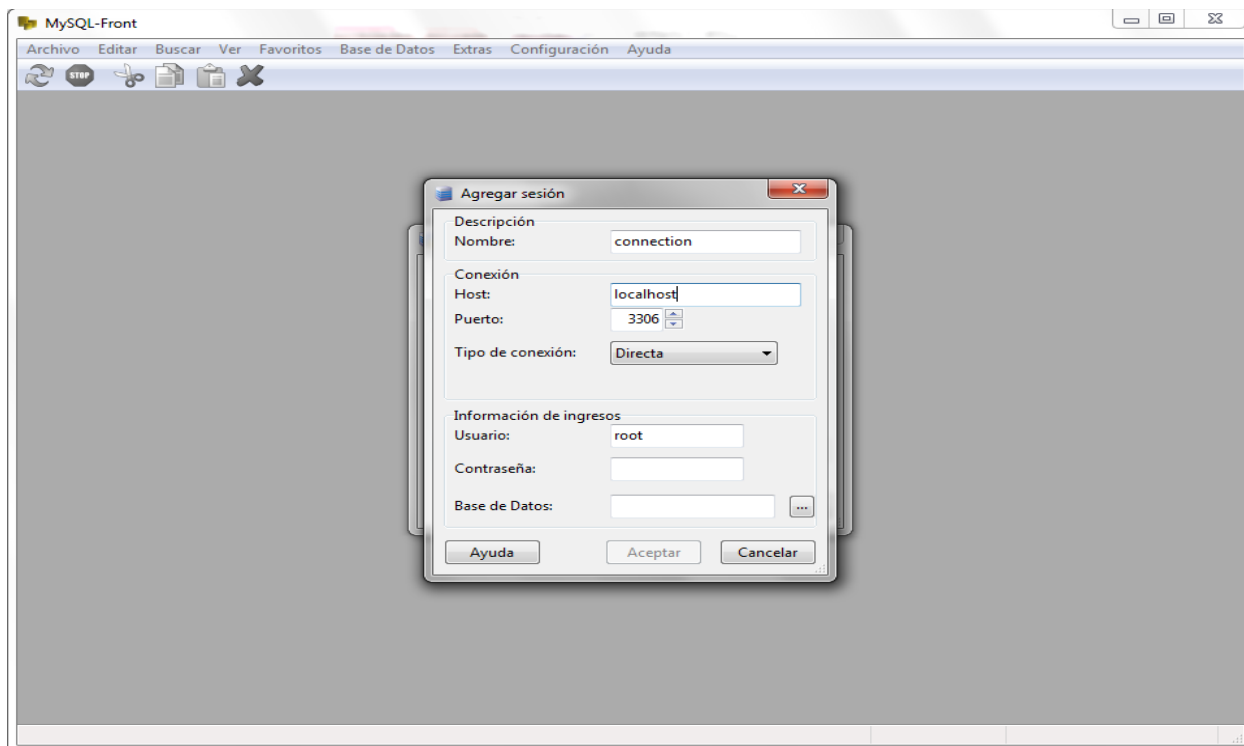 MySQL-Front
Archivo Editar Buscar Ver Favoritos Base de Datos Extras Configuración Ayuda
STOP
Agregar sesión
Descripción
Nombre: connection
Conexión
Host: localhost
Puerto: 3306
Tipo de conexión: Directa
Información de ingresos
Usuario: root
Contraseña:
Base de Datos: ...
Ayuda Aceptar Cancelar